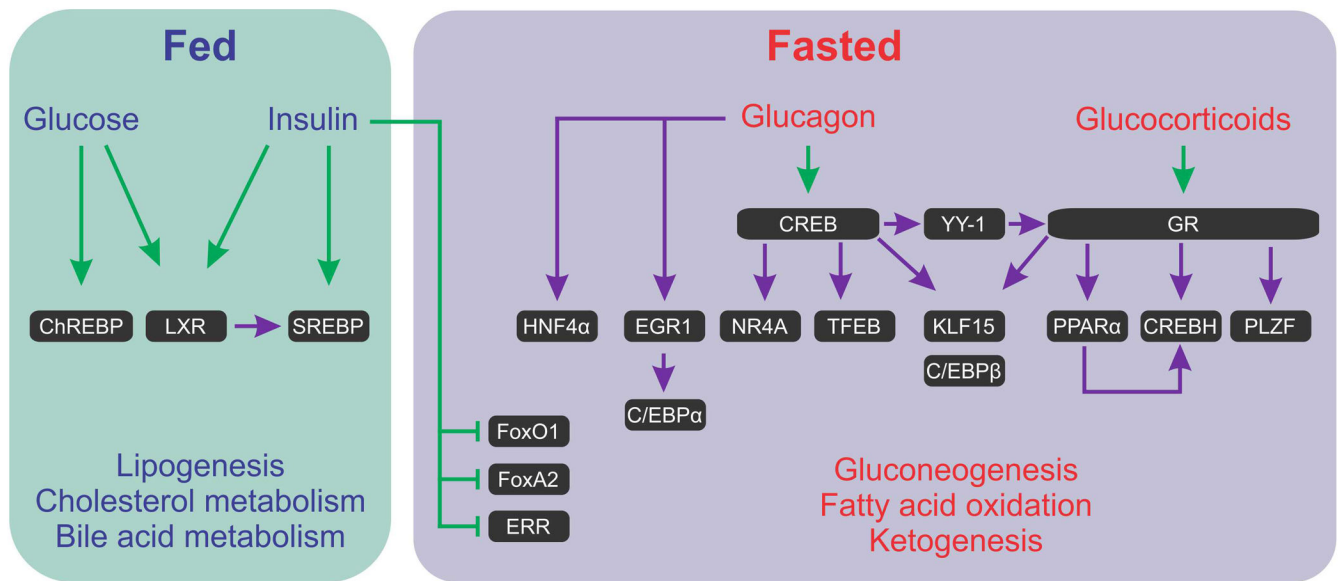 Fed
Glucose
Insulin
ChREBP
LXR
SREBP
Lipogenesis
Cholesterol metabolism
Bile acid metabolism
Fasted
Glucagon
Glucocorticoids
CREB
YY-1
GR
HNF4α
EGR1
NR4A
TFEB
KLF15
PPARα
CREBH
PLZF
C/EBPβ
C/EBPα
FoxO1
FoxA2
ERR
Gluconeogenesis
Fatty acid oxidation
Ketogenesis